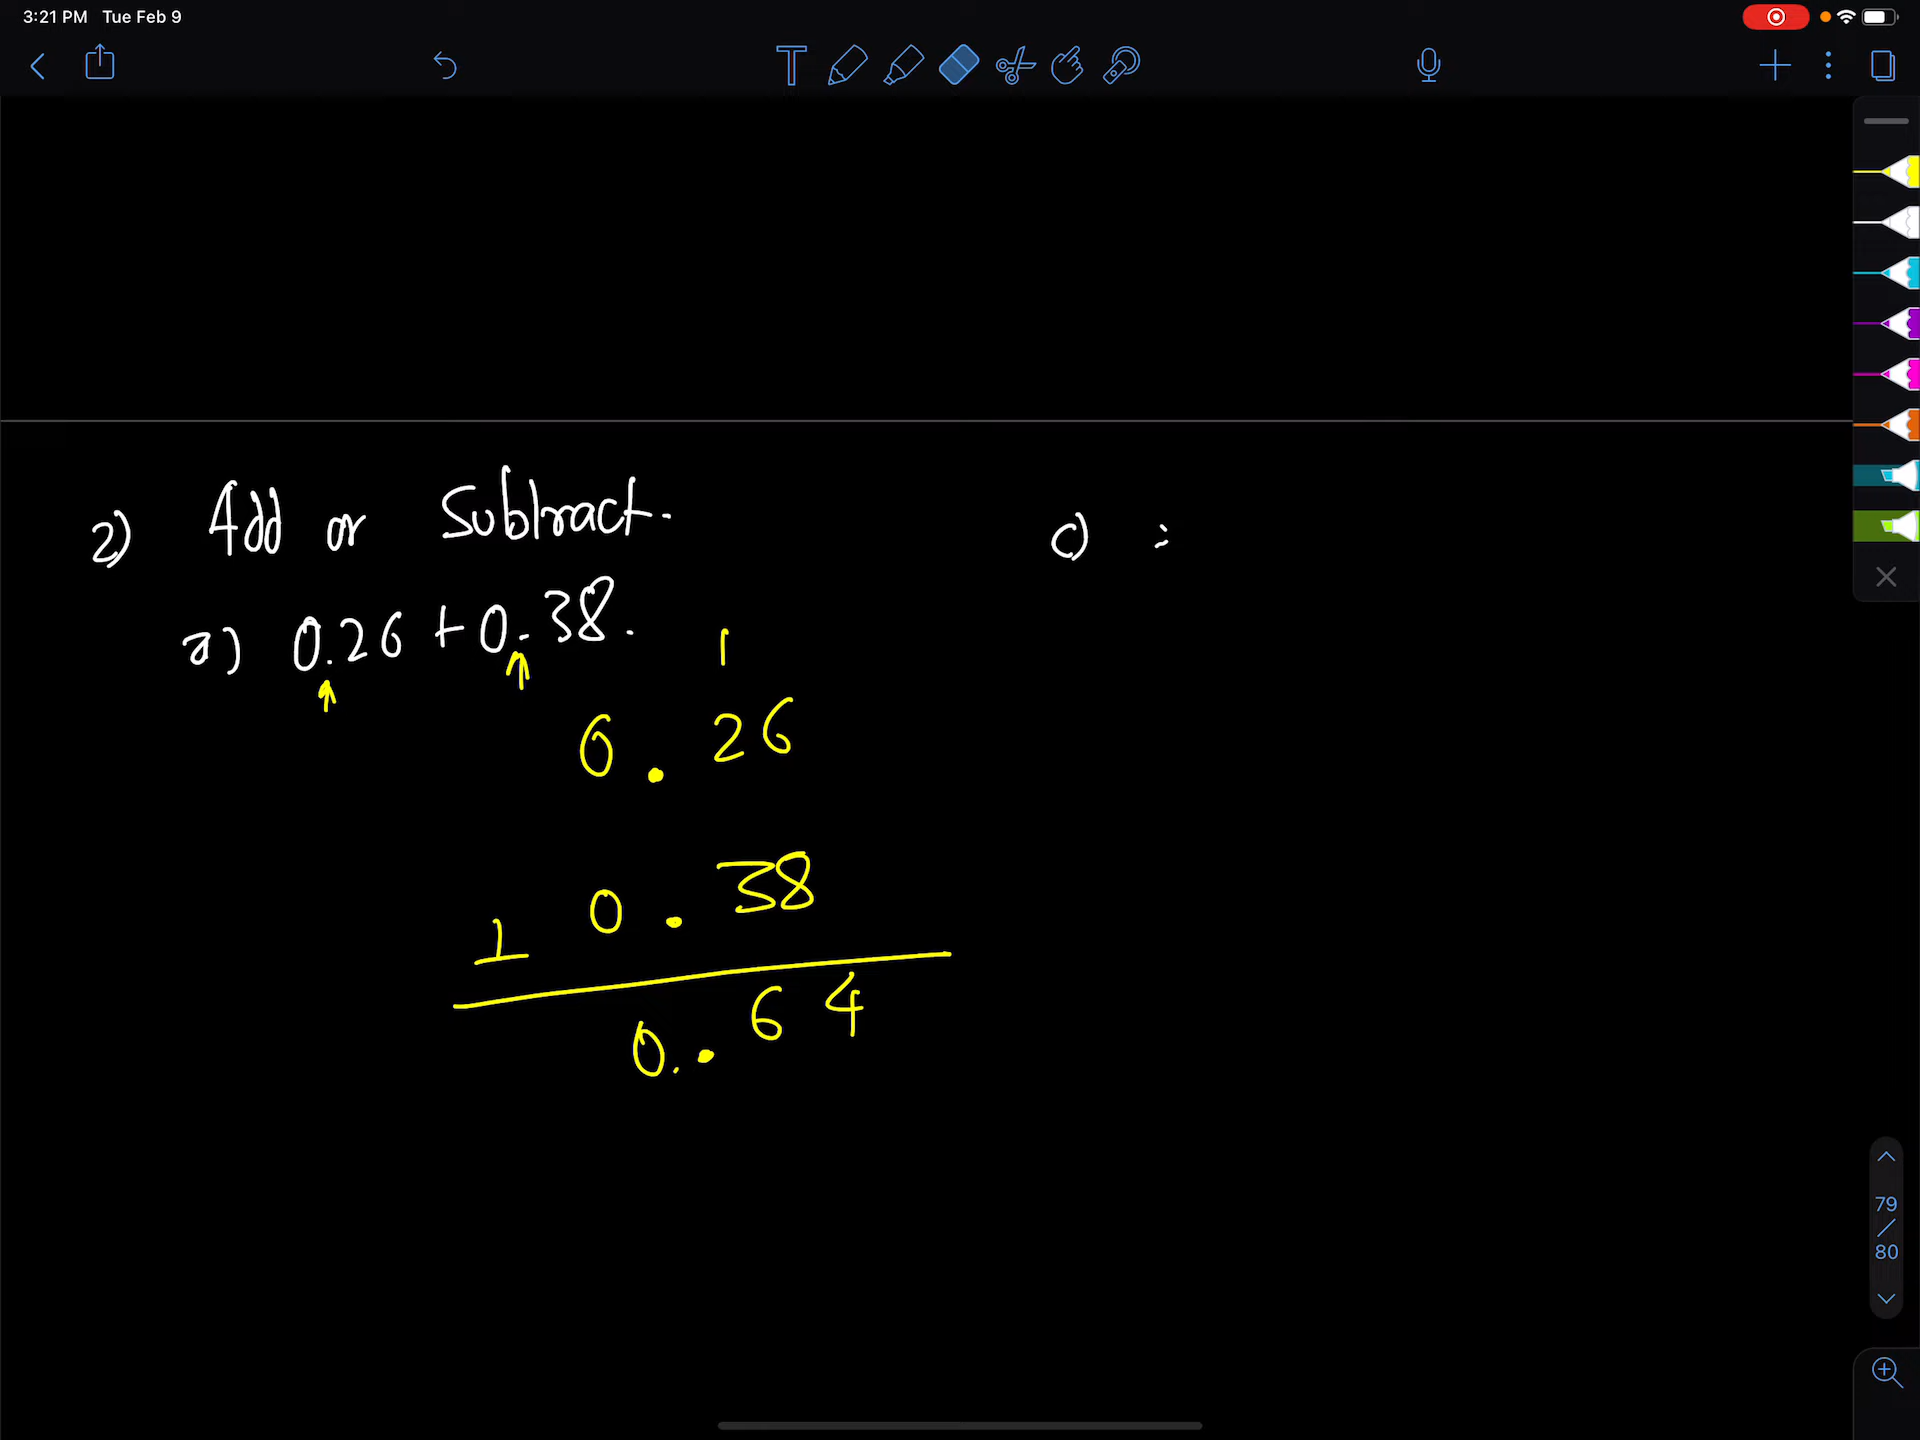 3:21 PM Tue Feb 9
2) Add or Subtract.
a) 0.26 + 0.38.
1
0.26
0.38
0.64
c)
79
/
80